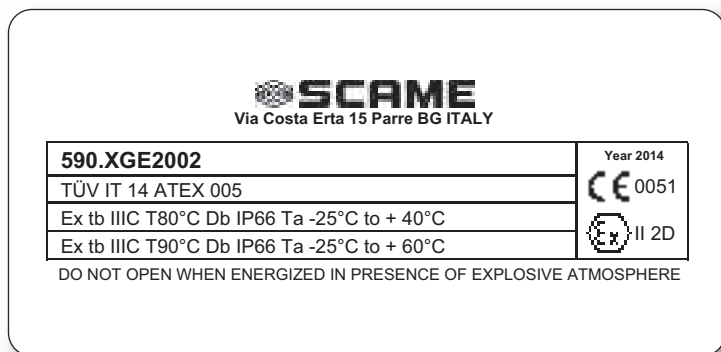 SCAME
Via Costa Erta 15 Parre BG ITALY
590.XGE2002
Year 2014
TÜV IT 14 ATEX 005
CE 0051
Ex tb IIIC T80°C Db IP66 Ta -25°C to + 40°C
Ex tb IIIC T90°C Db IP66 Ta -25°C to + 60°C
Ex II 2D
DO NOT OPEN WHEN ENERGIZED IN PRESENCE OF EXPLOSIVE ATMOSPHERE